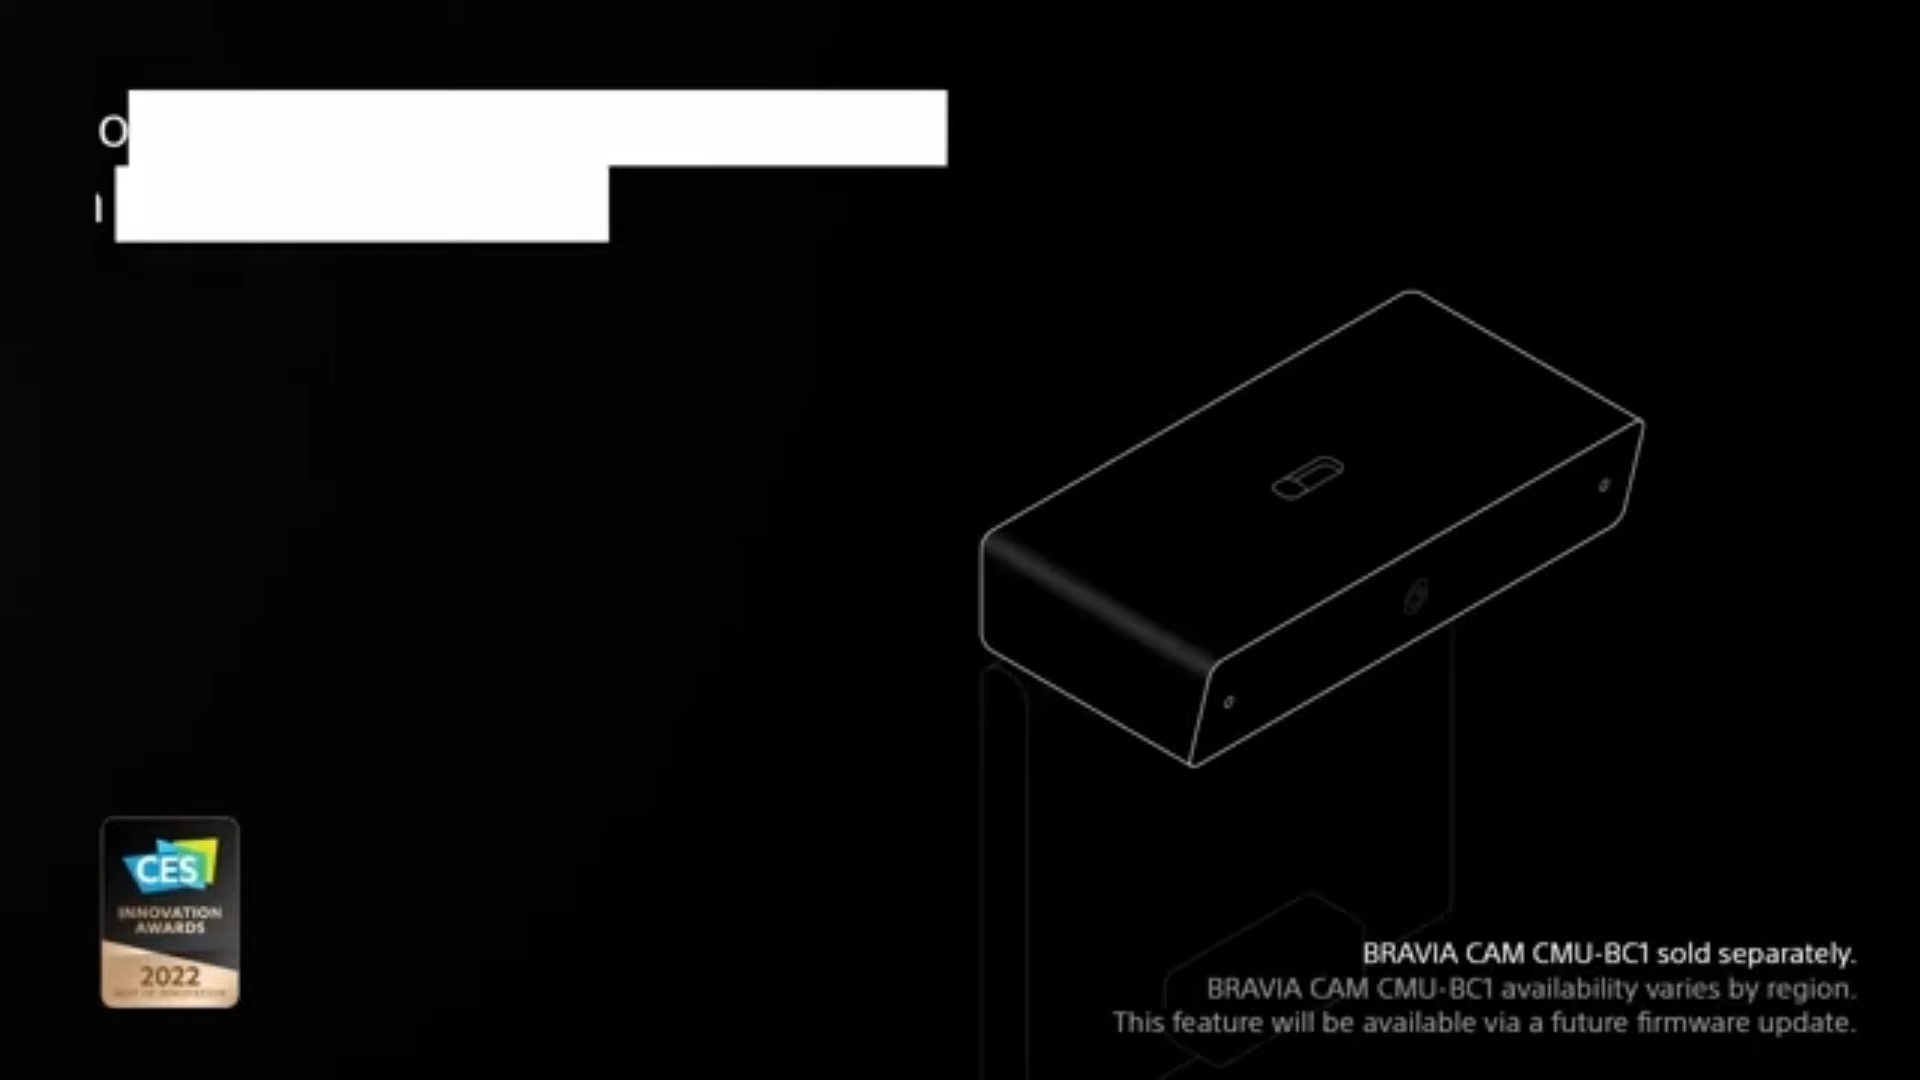 CES
INNOVATION
AWARDS
2022
BRAVIA CAM CMU-BC1 sold separately.
BRAVIA CAM CMU-BC1 availability varies by region.
This feature will be available via a future firmware update.